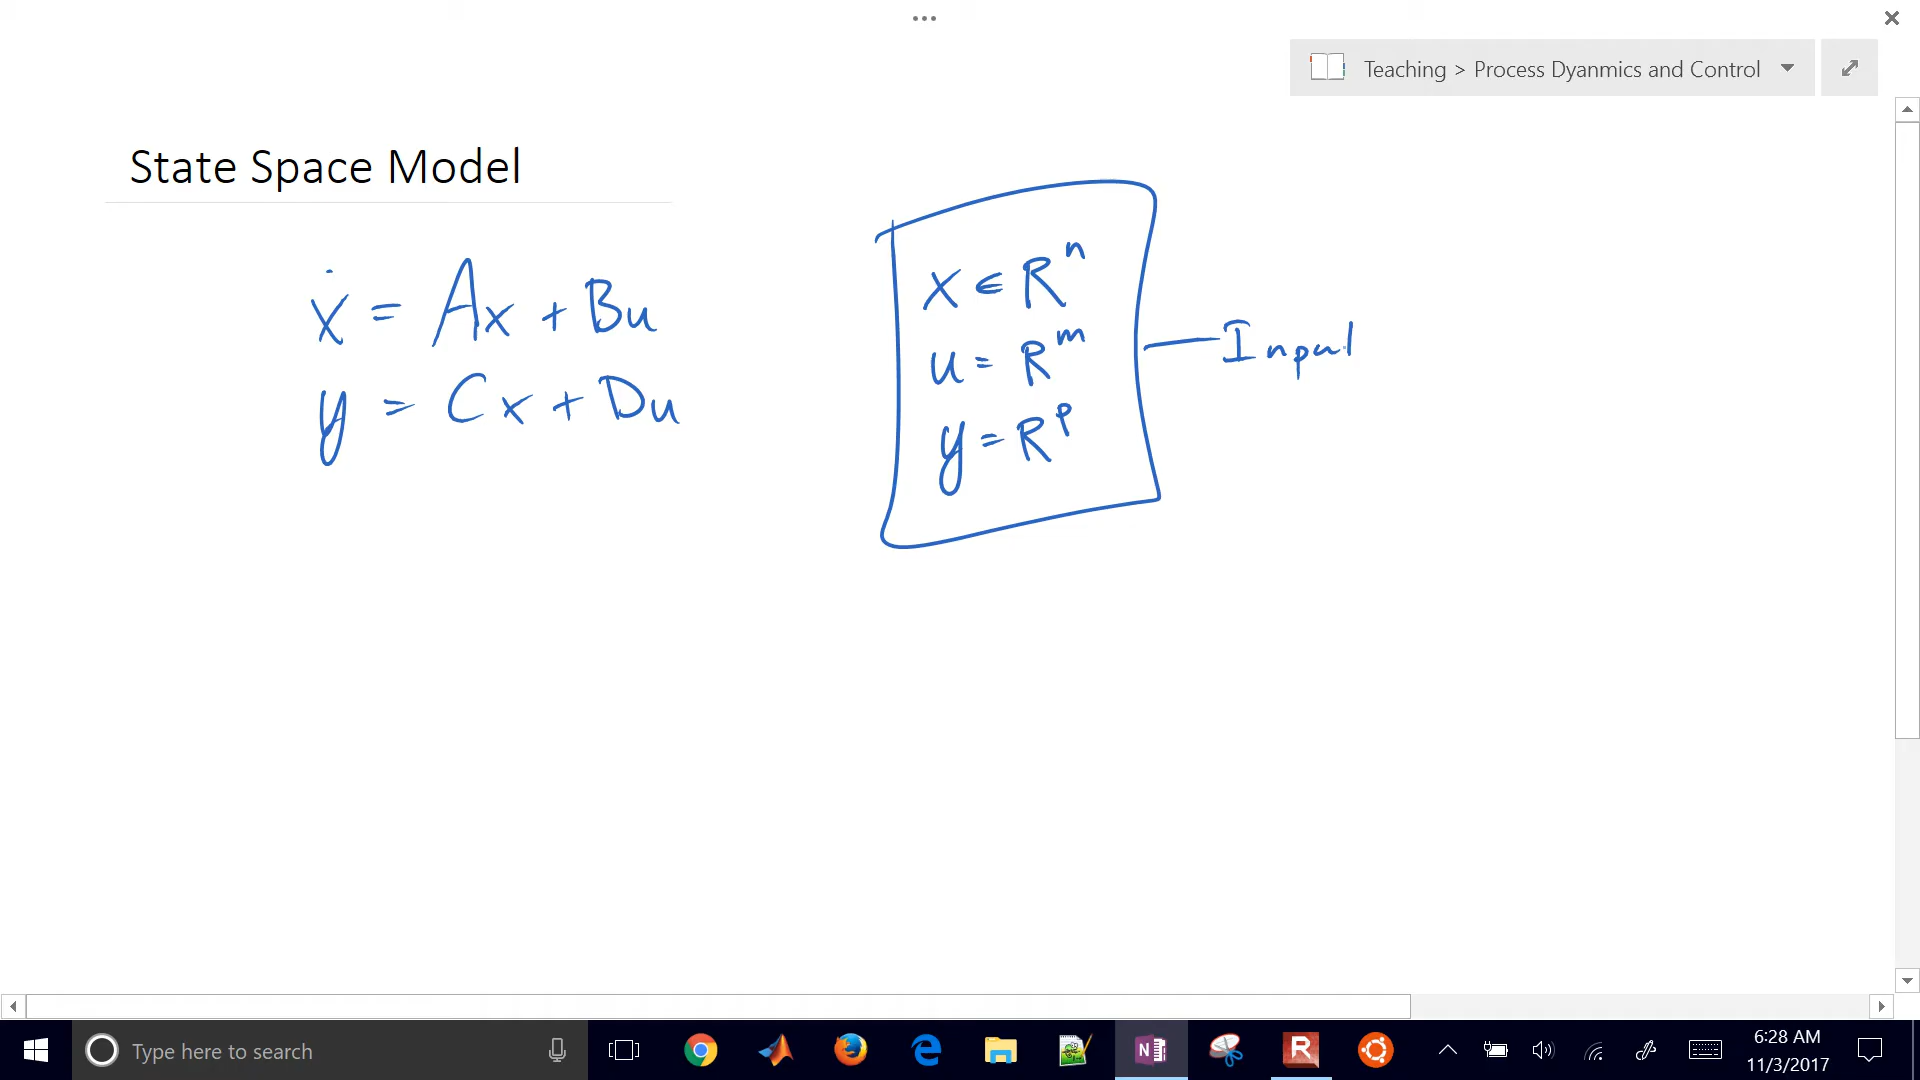 ...
Teaching > Process Dyanmics and Control
State Space Model
ẋ = Ax + Bu
y = Cx + Du
x ∈ R^n
u = R^m
y = R^p
Input
Type here to search
6:28 AM
11/3/2017